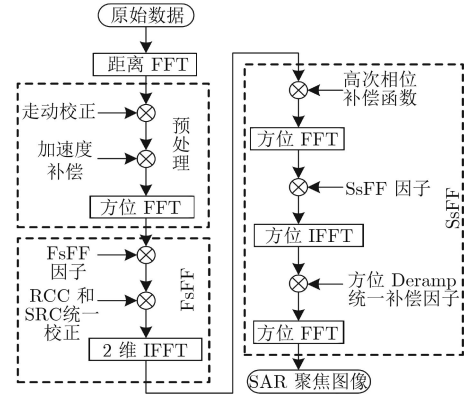 原始数据
距离 FFT
走动校正
加速度
补偿
预处理
方位 FFT
FsFF
因子
RCC 和
SRC统一
校正
FsFF
2 维 IFFT
高次相位
补偿函数
方位 FFT
SsFF 因子
方位 IFFT
方位 Deramp
统一补偿因子
SsFF
方位 FFT
SAR 聚焦图像